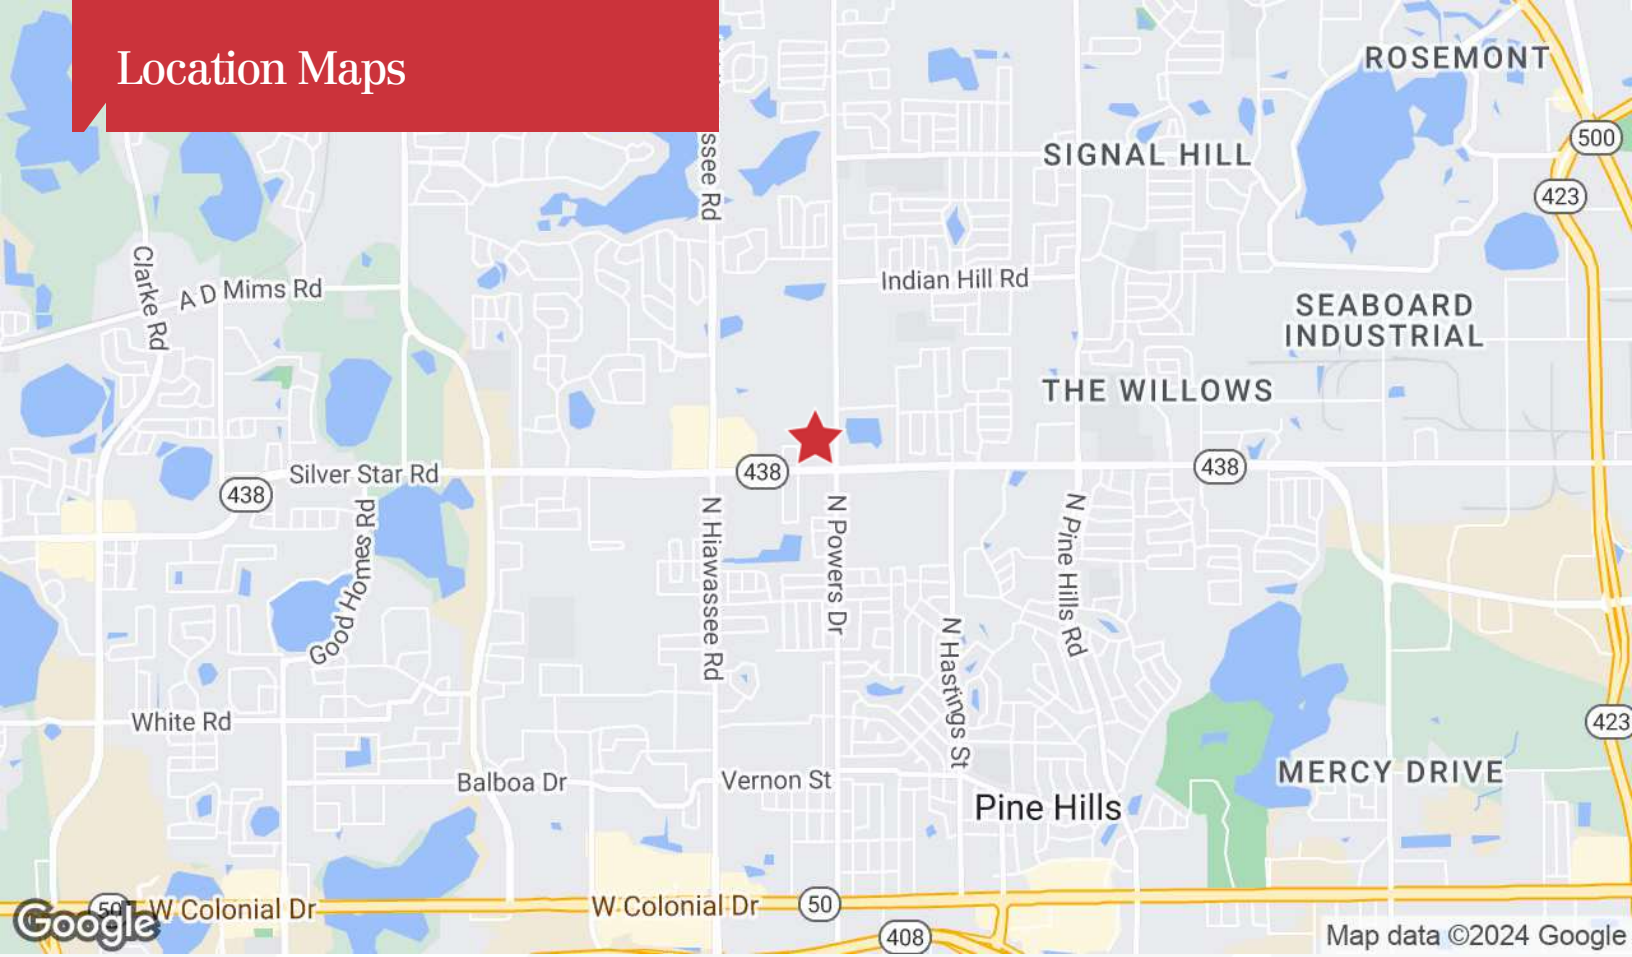 Location Maps
ROSEMONT
500
SIGNAL HILL
423
ssee Rd
Clarke Rd
A D Mims Rd
Indian Hill Rd
SEABOARD
INDUSTRIAL
THE WILLOWS
Silver Star Rd
438
438
438
Good Homes Rd
N Hiawassee Rd
N Powers Dr
N Pine Hills Rd
N Hastings St
White Rd
423
Balboa Dr
Vernon St
MERCY DRIVE
Pine Hills
50
W Colonial Dr
W Colonial Dr
50
408
Google
Map data ©2024 Google